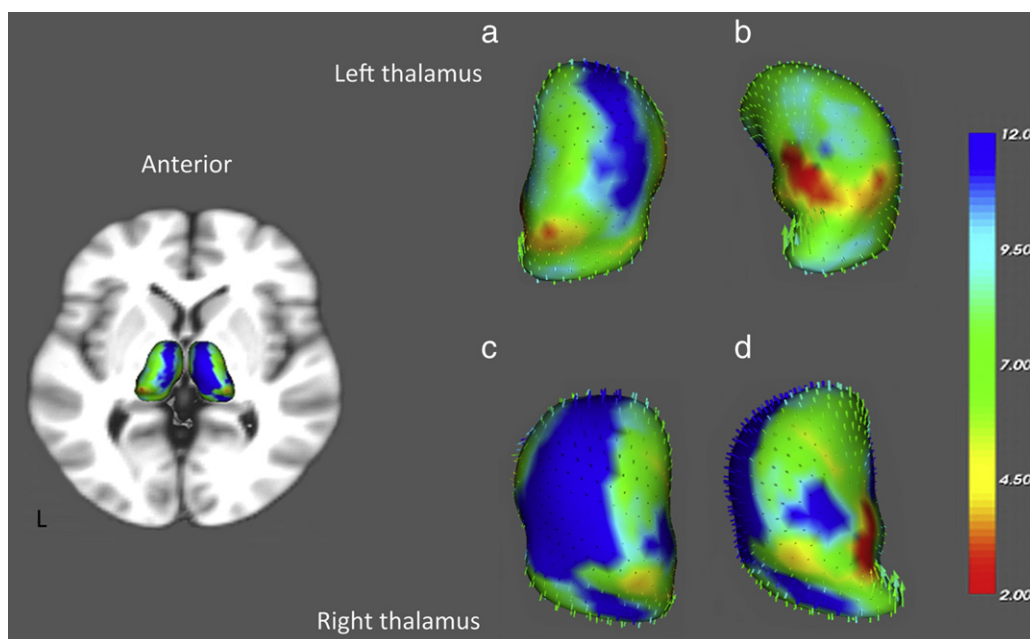 a
b
Left thalamus
Anterior
12.0
9.50
7.00
c
d
4.50
L
2.00
Right thalamus